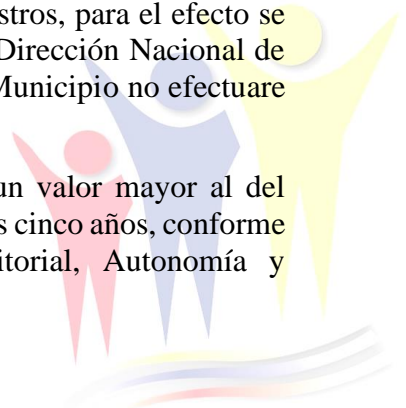 stros, para el efecto se
Dirección Nacional de
Municipio no efectuare
un valor mayor al del
s cinco años, conforme
itorial, Autonomía y